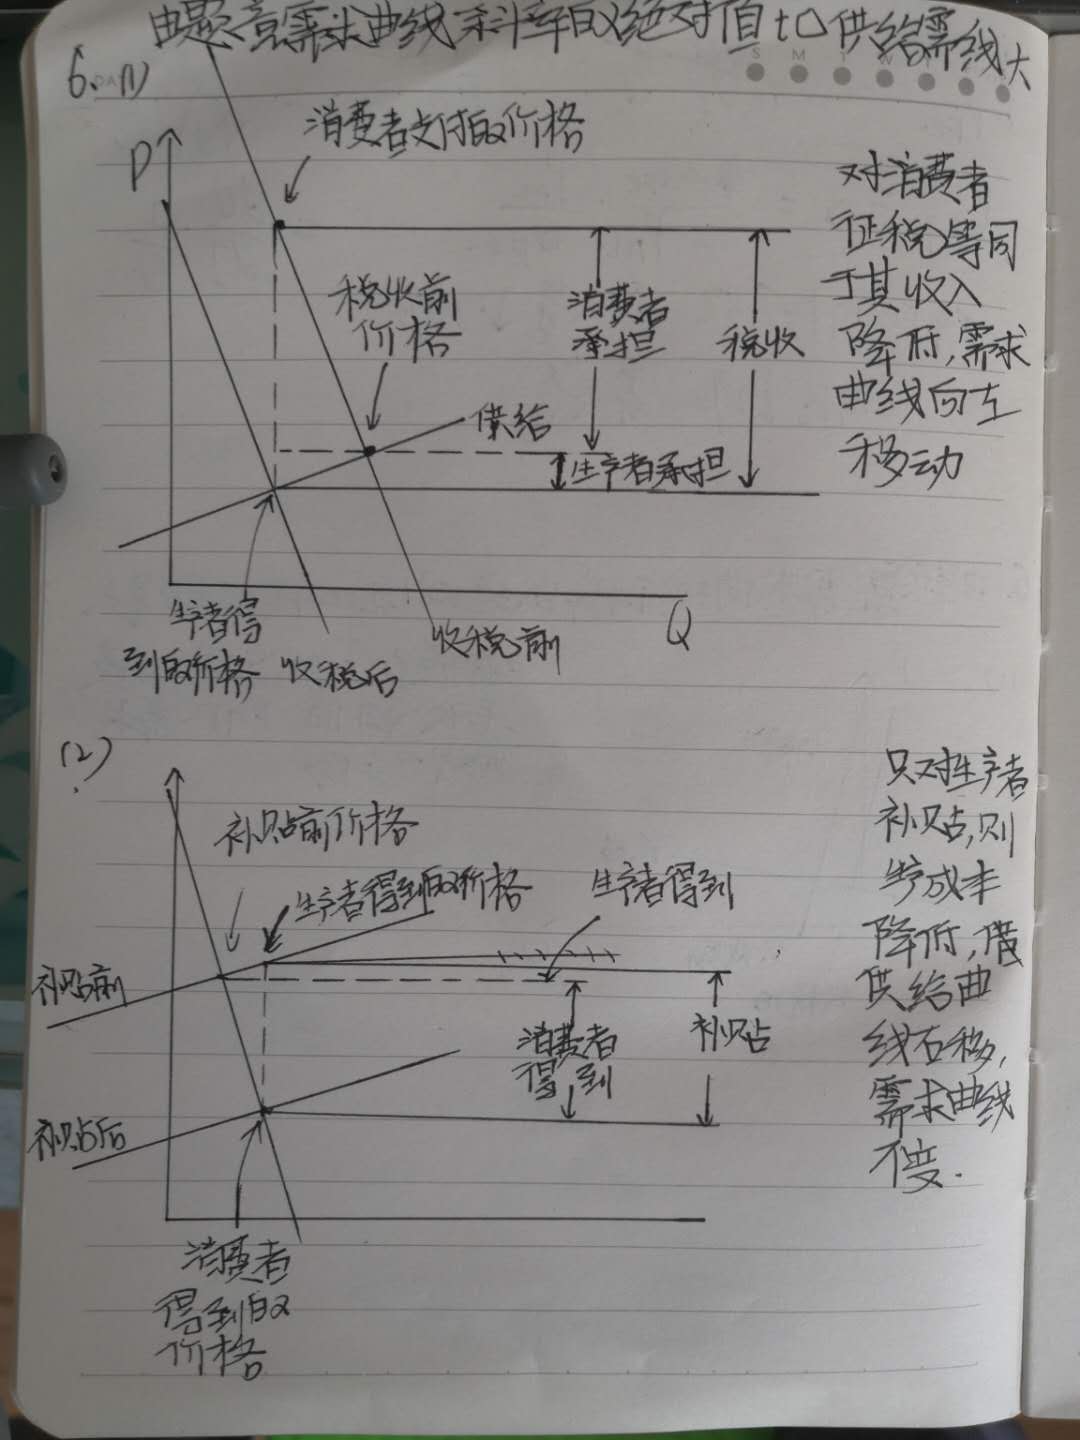 由题意需求曲线斜率的绝对值比供给需线大
6. (1)
消费者支付的价格
P
对消费者
征税等同
于其收入
降低,需求
曲线向左
移动
税收前
价格
消费者
承担
税收
供给
生产者承担
生产者得
到的价格
收税后
收税前
Q
(2)
只对生产者
补贴,则
生产成本
降低,供
供给曲
线右移,
需求曲线
不变.
补贴前价格
生产者得到的价格
生产者得到
补贴前
消费者
得到
补贴
补贴后
消费者
得到的
价格